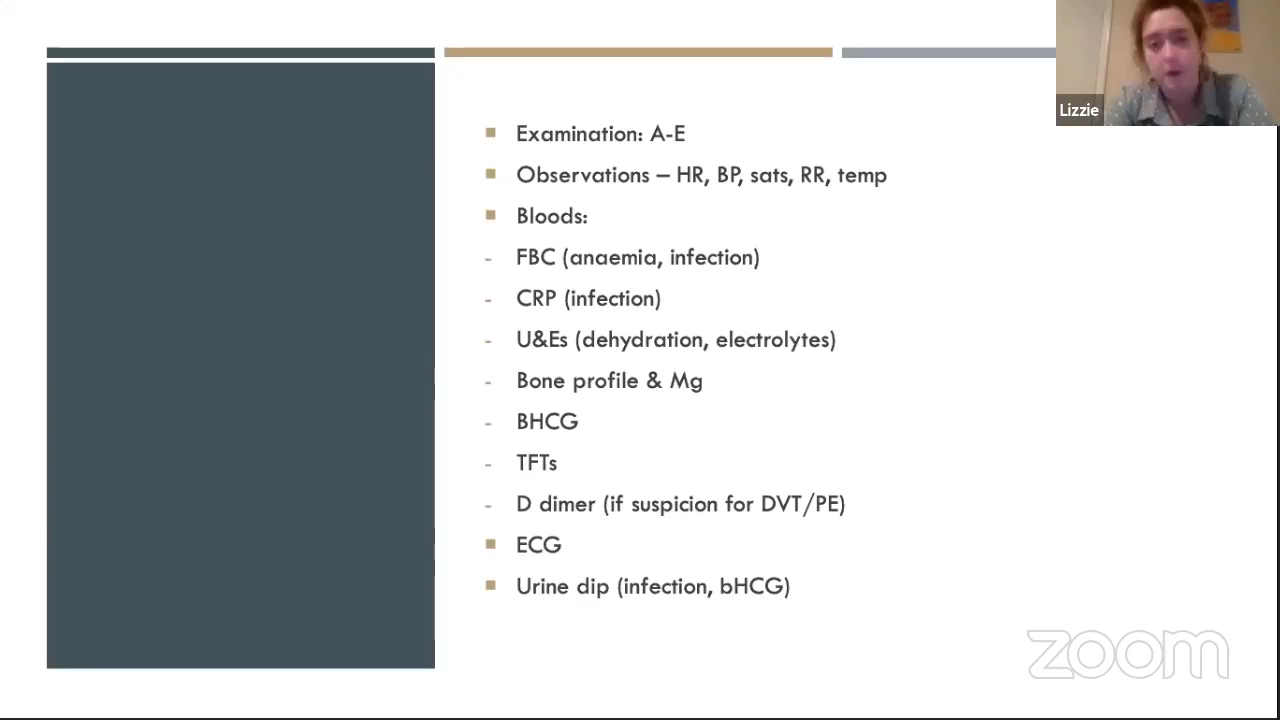 Lizzie
Examination: A-E
Observations – HR, BP, sats, RR, temp
Bloods:
- FBC (anaemia, infection)
- CRP (infection)
- U&Es (dehydration, electrolytes)
- Bone profile & Mg
- BHCG
- TFTs
- D dimer (if suspicion for DVT/PE)
ECG
Urine dip (infection, bHCG)
zoom